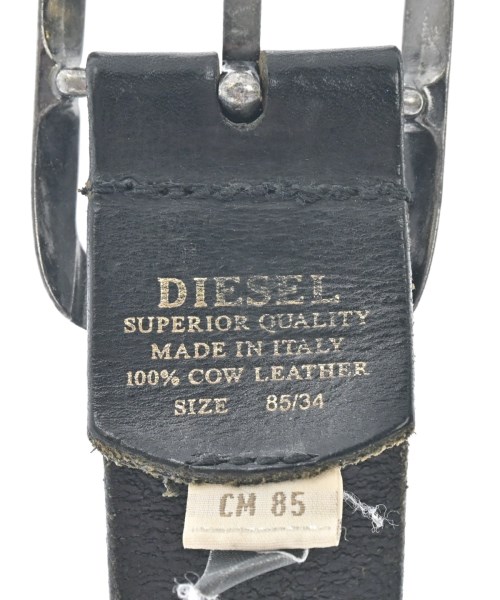 DIESEL
SUPERIOR QUALITY
MADE IN ITALY
100% COW LEATHER
SIZE 85/34
CM 85